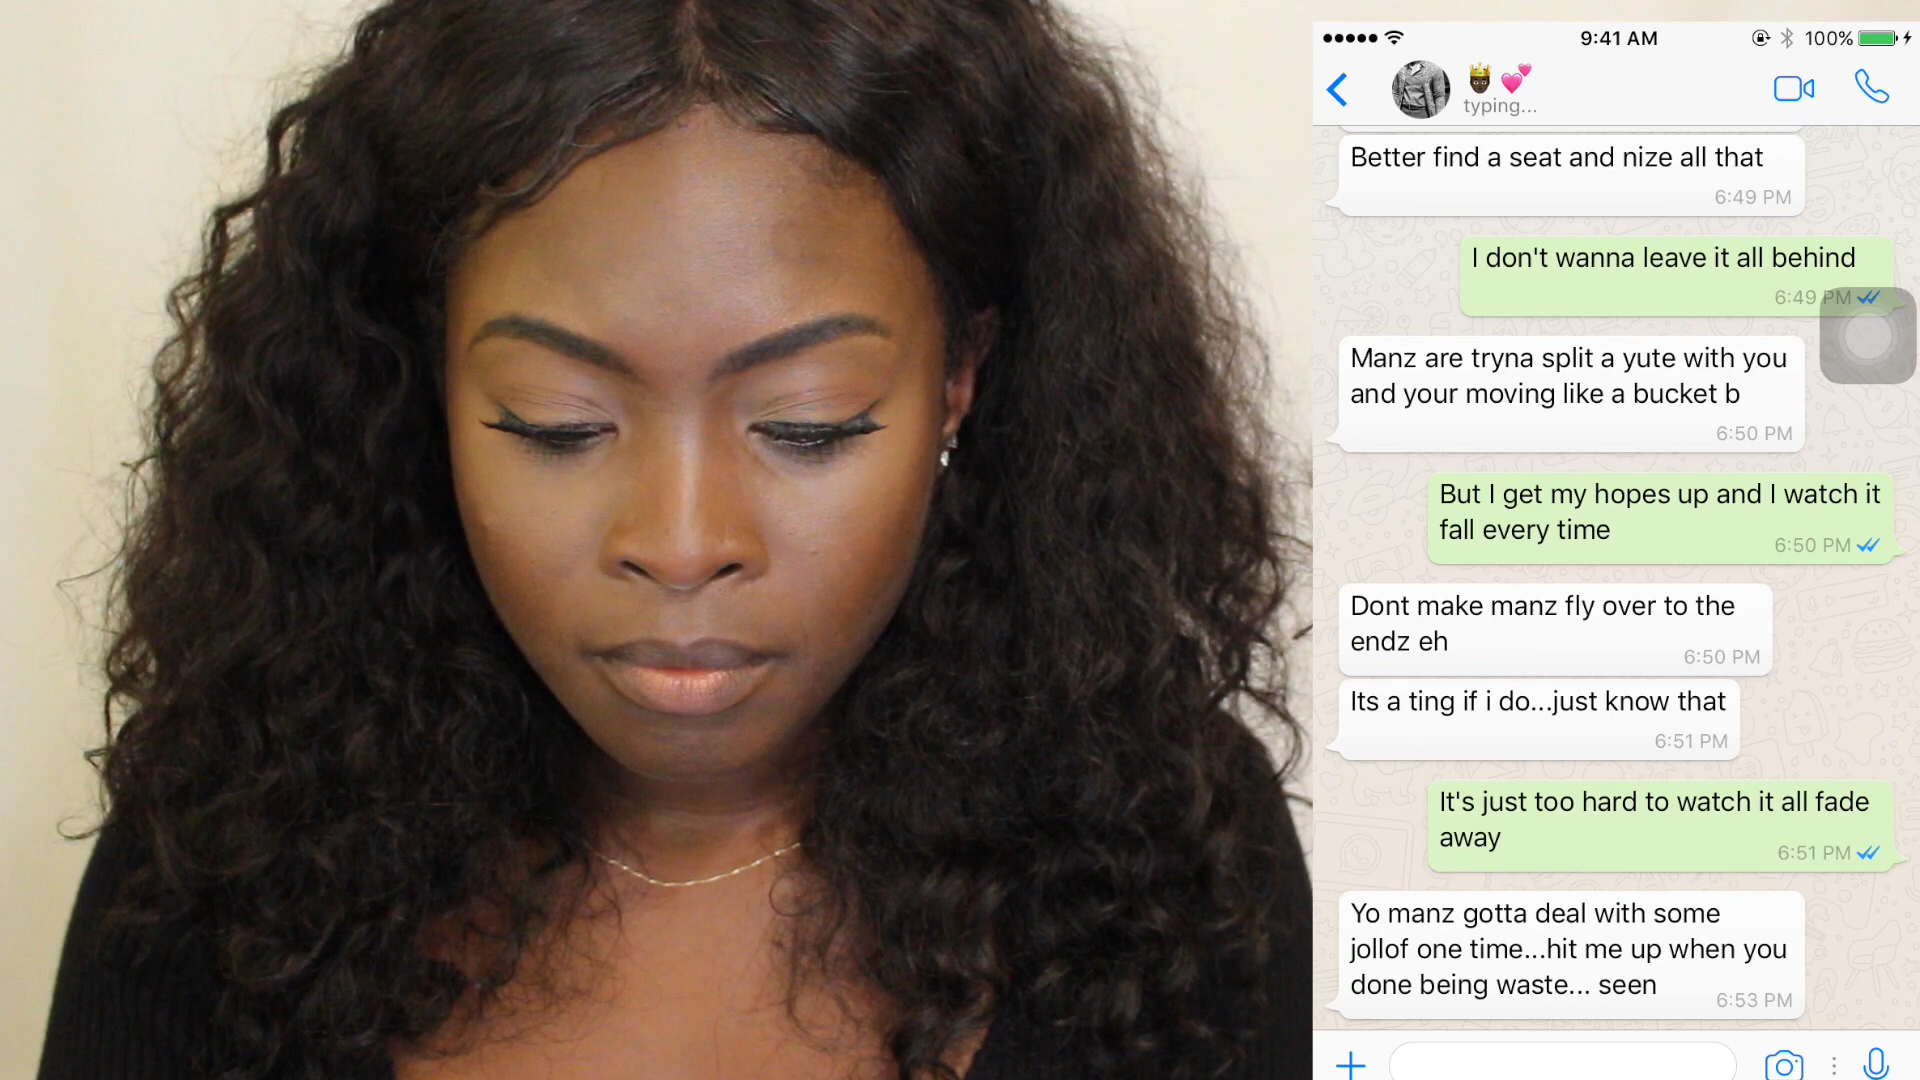 9:41 AM
100%
typing...
Better find a seat and nize all that
6:49 PM
I don't wanna leave it all behind
6:49 PM
Manz are tryna split a yute with you
and your moving like a bucket b
6:50 PM
But I get my hopes up and I watch it
fall every time
6:50 PM
Dont make manz fly over to the
endz eh
6:50 PM
Its a ting if i do...just know that
6:51 PM
It's just too hard to watch it all fade
away
6:51 PM
Yo manz gotta deal with some
jollof one time...hit me up when you
done being waste... seen
6:53 PM